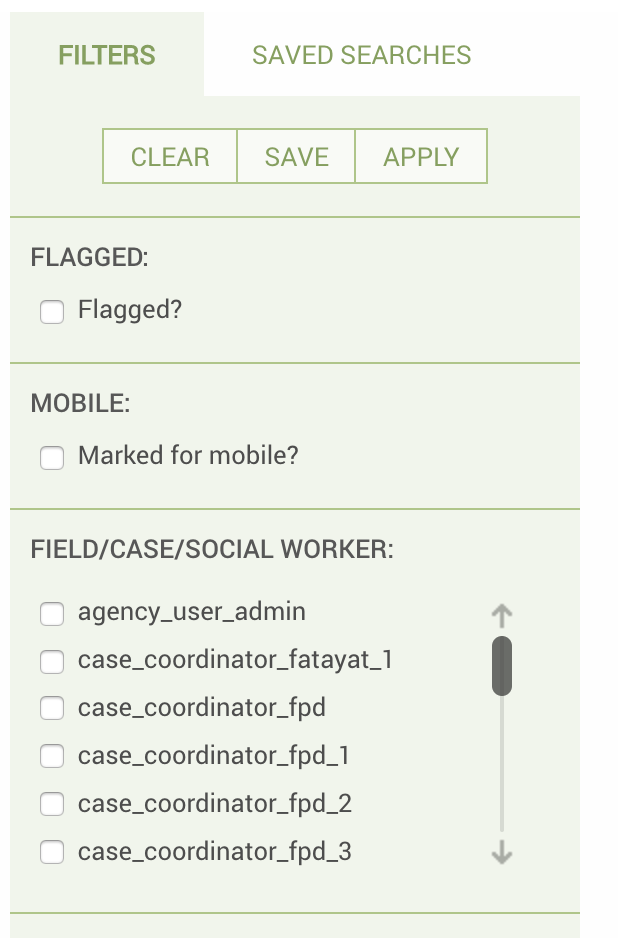 FILTERS
SAVED SEARCHES
CLEAR
SAVE
APPLY
FLAGGED:
Flagged?
MOBILE:
Marked for mobile?
FIELD/CASE/SOCIAL WORKER:
agency_user_admin
case_coordinator_fatayat_1
case_coordinator_fpd
case_coordinator_fpd_1
case_coordinator_fpd_2
case_coordinator_fpd_3